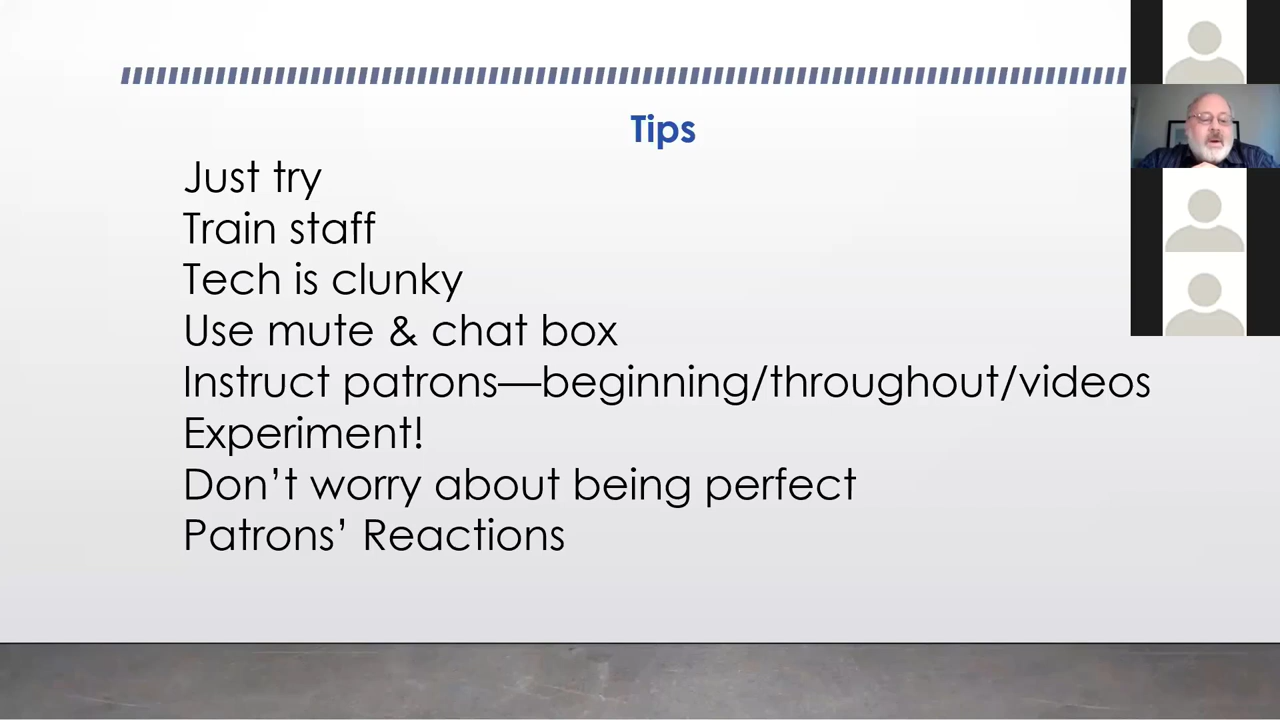 Tips
Just try
Train staff
Tech is clunky
Use mute & chat box
Instruct patrons—beginning/throughout/videos
Experiment!
Don’t worry about being perfect
Patrons’ Reactions